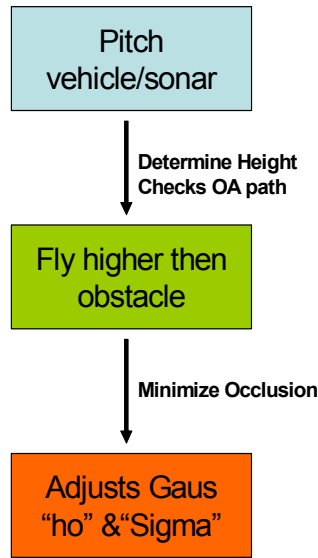 Pitch
vehicle/sonar
Determine Height
Checks OA path
Fly higher then
obstacle
Minimize Occlusion
Adjusts Gaus
“ho” &“Sigma”